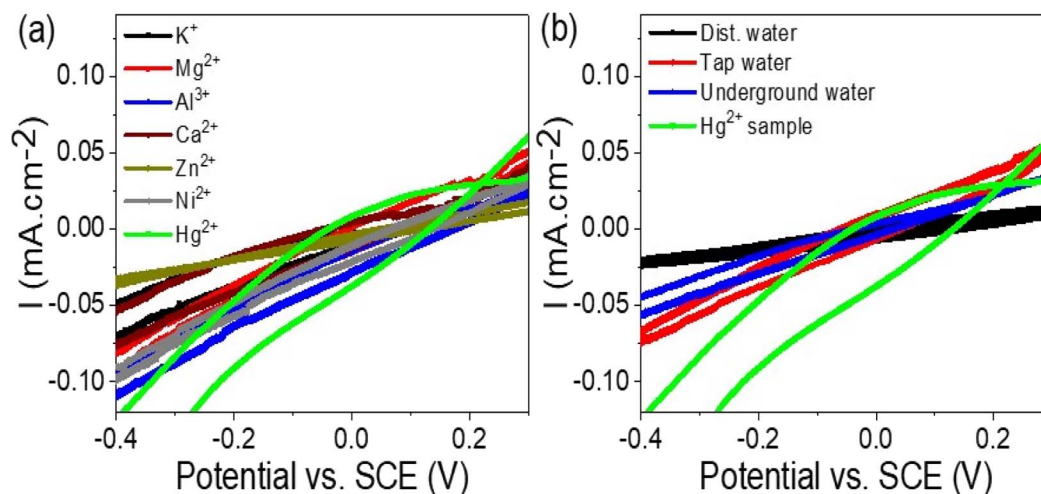 (a)
K⁺
Mg²⁺
Al³⁺
Ca²⁺
Zn²⁺
Ni²⁺
Hg²⁺
0.10
0.05
0.00
-0.05
-0.10
I (mA.cm-2)
-0.4 -0.2 0.0 0.2
Potential vs. SCE (V)
(b)
Dist. water
Tap water
Underground water
Hg²⁺ sample
0.10
0.05
0.00
-0.05
-0.10
I (mA.cm-2)
-0.4 -0.2 0.0 0.2
Potential vs. SCE (V)